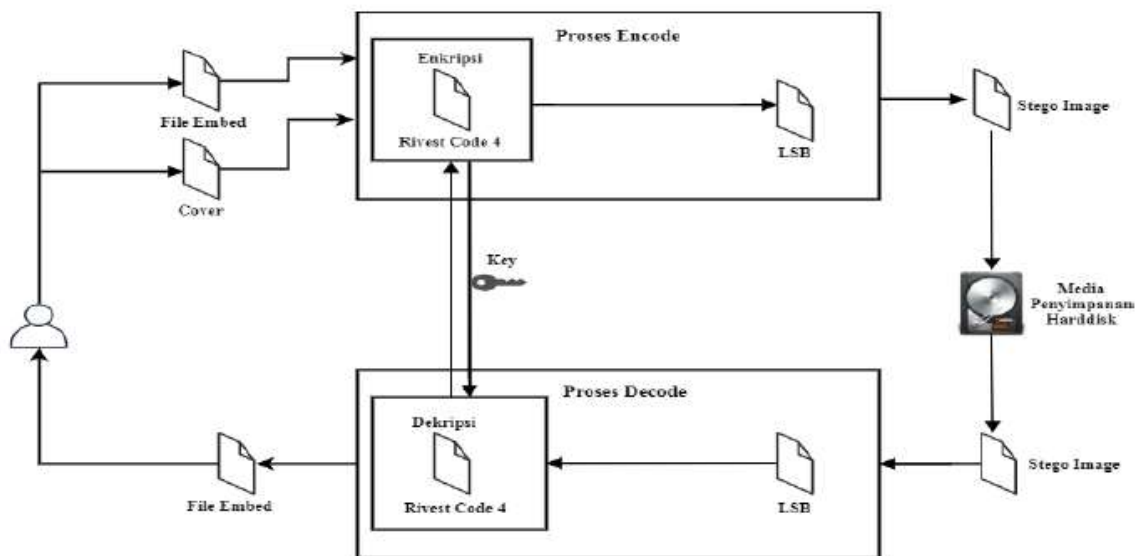 Proses Encode
Enkripsi
Rivest Code 4
LSB
File Embed
Cover
Stego Image
Key
Media
Penyimpanan
Harddisk
Proses Decode
Dekripsi
Rivest Code 4
LSB
File Embed
Stego Image